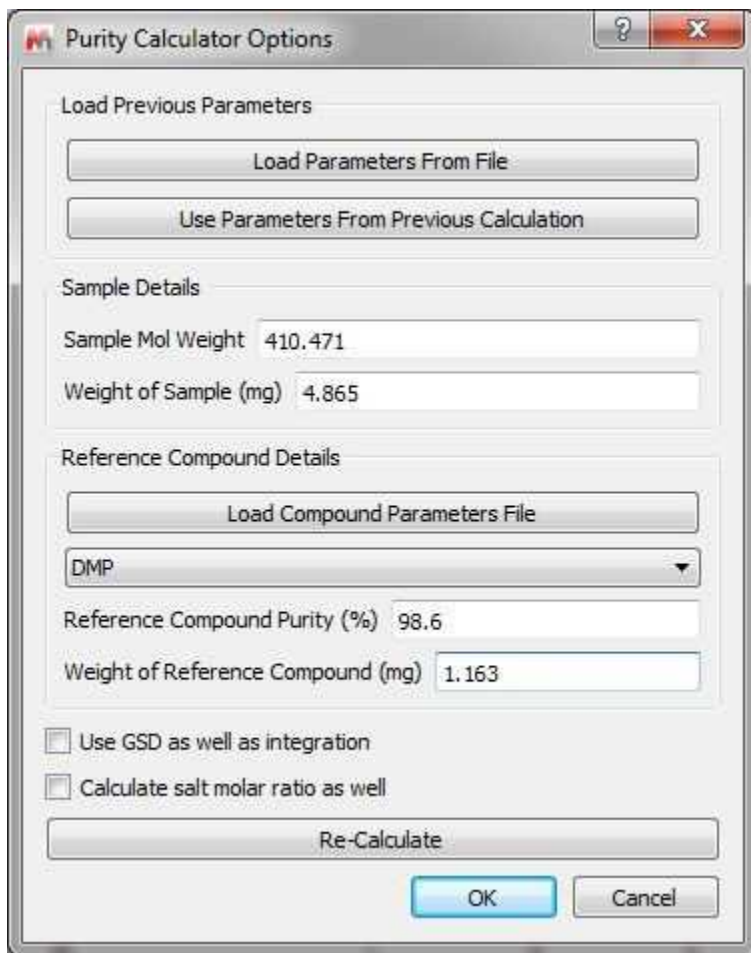 Purity Calculator Options
Load Previous Parameters
Load Parameters From File
Use Parameters From Previous Calculation
Sample Details
Sample Mol Weight 410.471
Weight of Sample (mg) 4.865
Reference Compound Details
Load Compound Parameters File
DMP
Reference Compound Purity (%) 98.6
Weight of Reference Compound (mg) 1.163
Use GSD as well as integration
Calculate salt molar ratio as well
Re-Calculate
OK Cancel